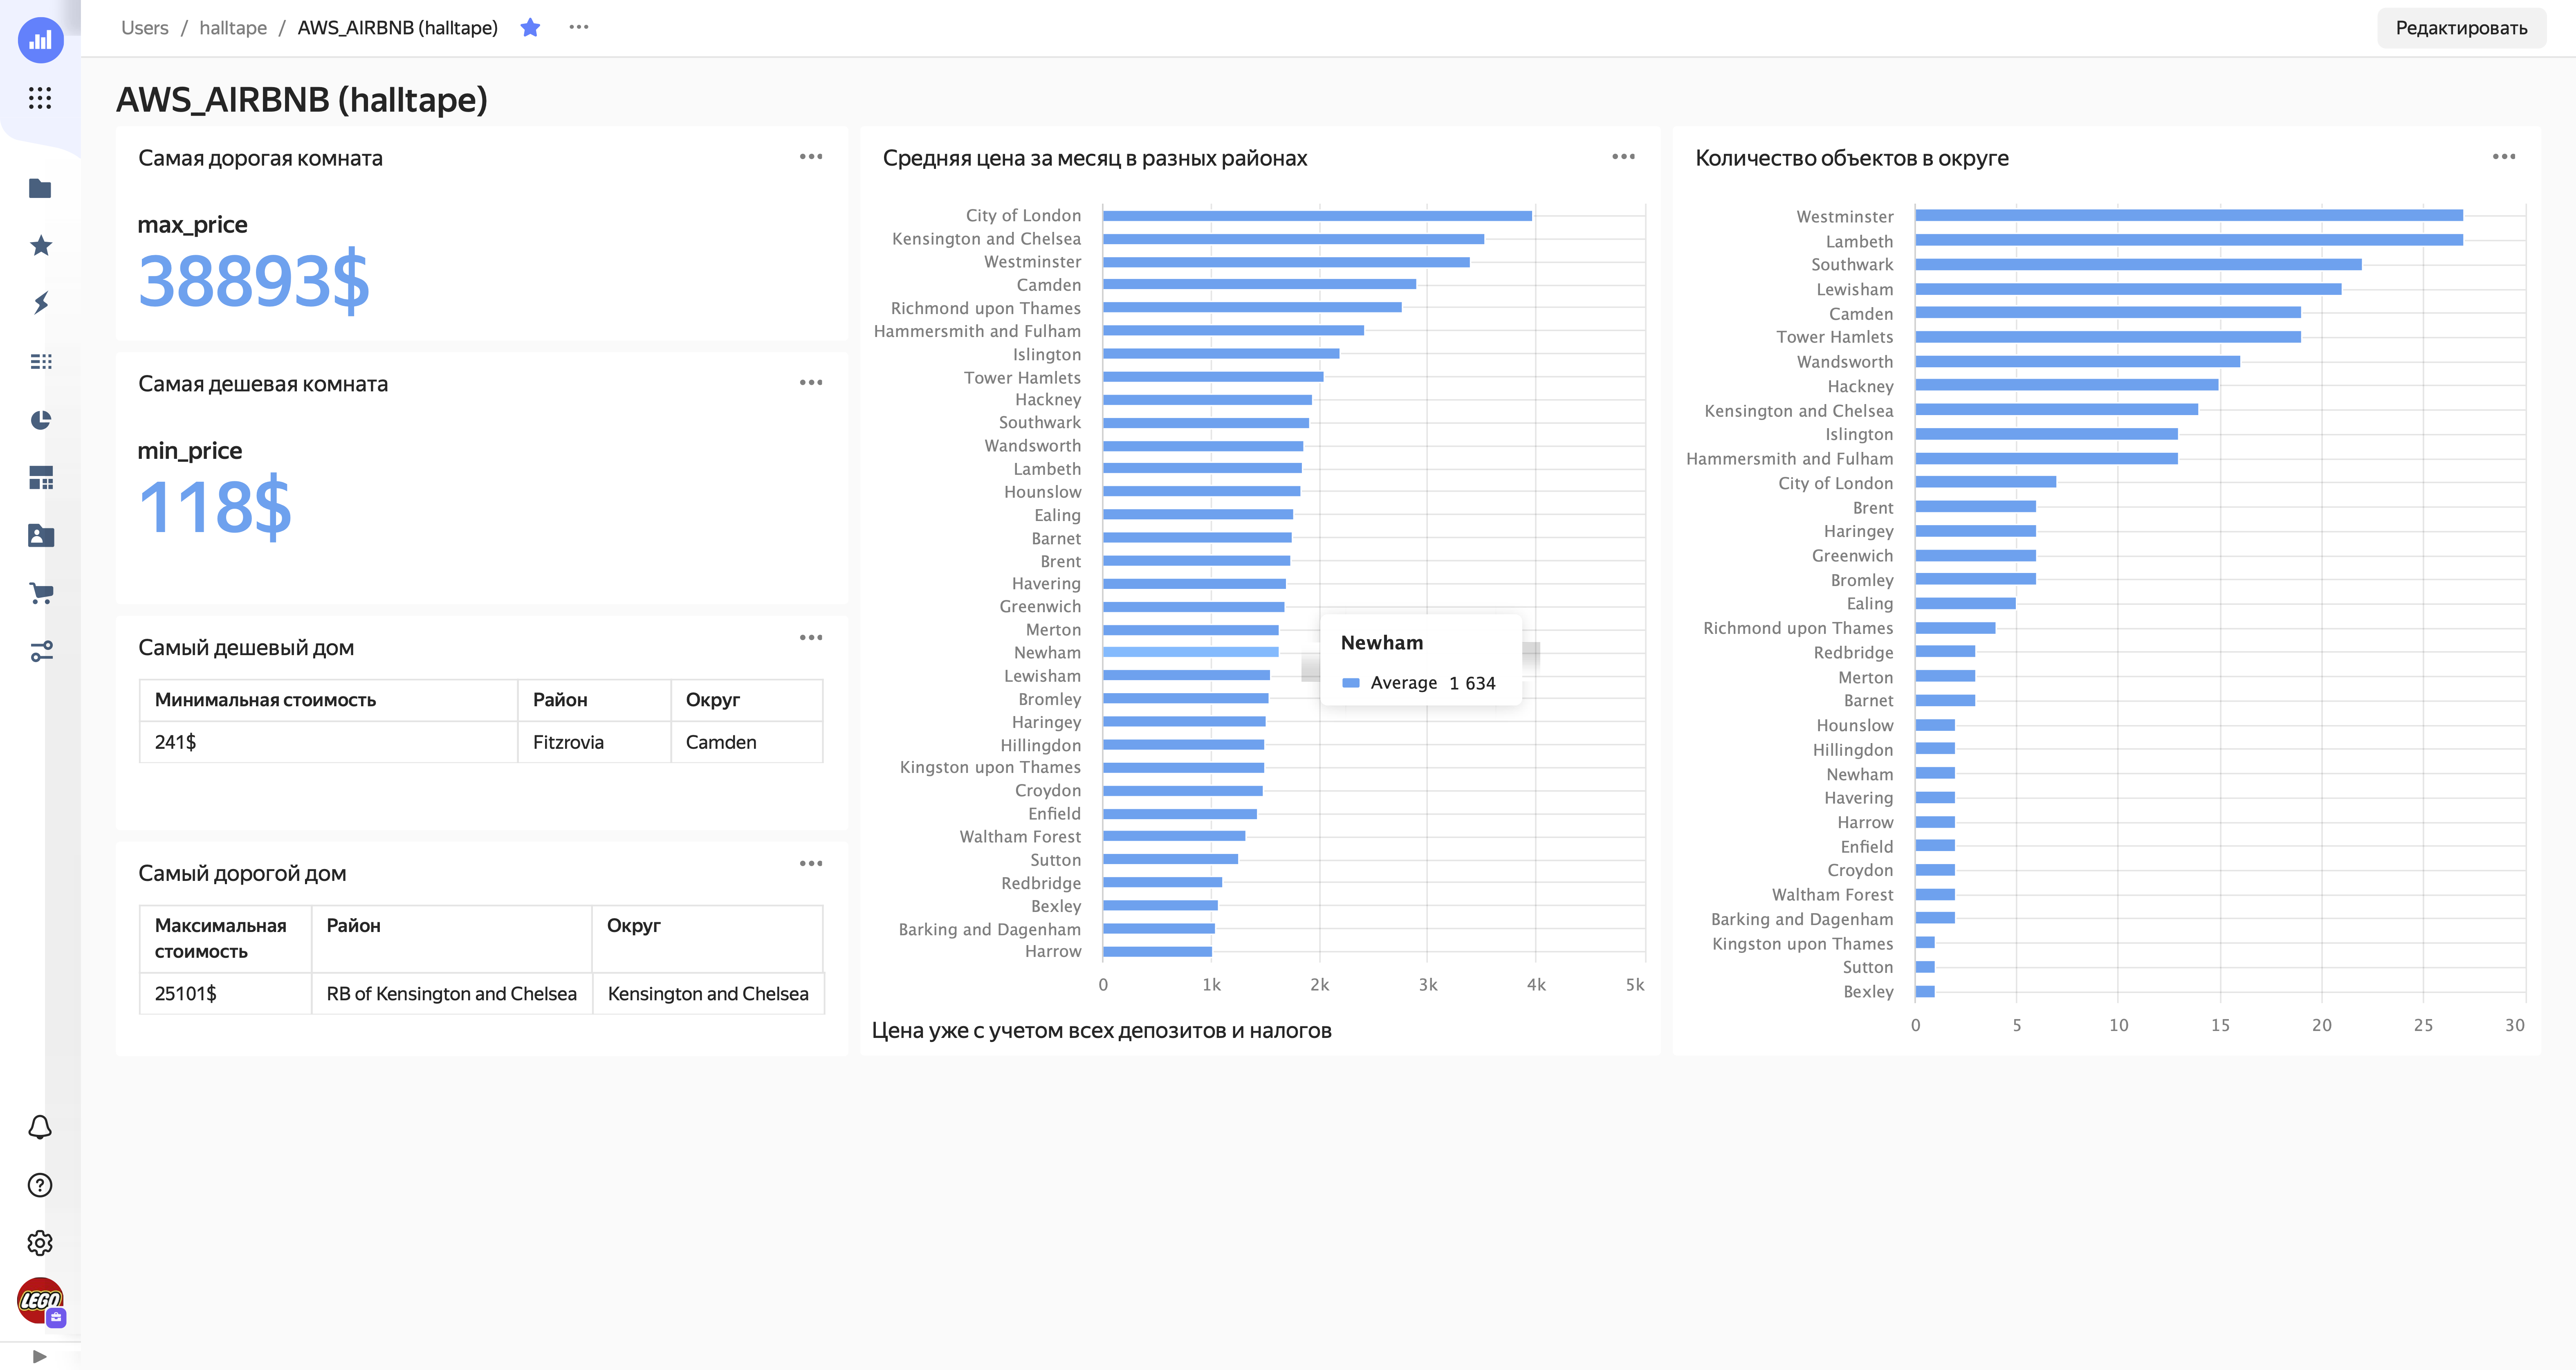 Users / halltape / AWS_AIRBNB (halltape)
Редактировать
AWS_AIRBNB (halltape)
Самая дорогая комната
max_price
38893$
Самая дешевая комната
min_price
118$
Самый дешевый дом
Минимальная стоимость Район Округ
241$ Fitzrovia Camden
Самый дорогой дом
Максимальная стоимость Район Округ
25101$ RB of Kensington and Chelsea Kensington and Chelsea
Средняя цена за месяц в разных районах
City of London
Kensington and Chelsea
Westminster
Camden
Richmond upon Thames
Hammersmith and Fulham
Islington
Tower Hamlets
Hackney
Southwark
Wandsworth
Lambeth
Hounslow
Ealing
Barnet
Brent
Havering
Greenwich
Merton
Newham
Lewisham
Bromley
Haringey
Hillingdon
Kingston upon Thames
Croydon
Enfield
Waltham Forest
Sutton
Redbridge
Bexley
Barking and Dagenham
Harrow
0 1k 2k 3k 4k 5k
Newham
Average 1 634
Цена уже с учетом всех депозитов и налогов
Количество объектов в округе
Westminster
Lambeth
Southwark
Lewisham
Camden
Tower Hamlets
Wandsworth
Hackney
Kensington and Chelsea
Islington
Hammersmith and Fulham
City of London
Brent
Haringey
Greenwich
Bromley
Ealing
Richmond upon Thames
Redbridge
Merton
Barnet
Hounslow
Hillingdon
Newham
Havering
Harrow
Enfield
Croydon
Waltham Forest
Barking and Dagenham
Kingston upon Thames
Sutton
Bexley
0 5 10 15 20 25 30
LEGO